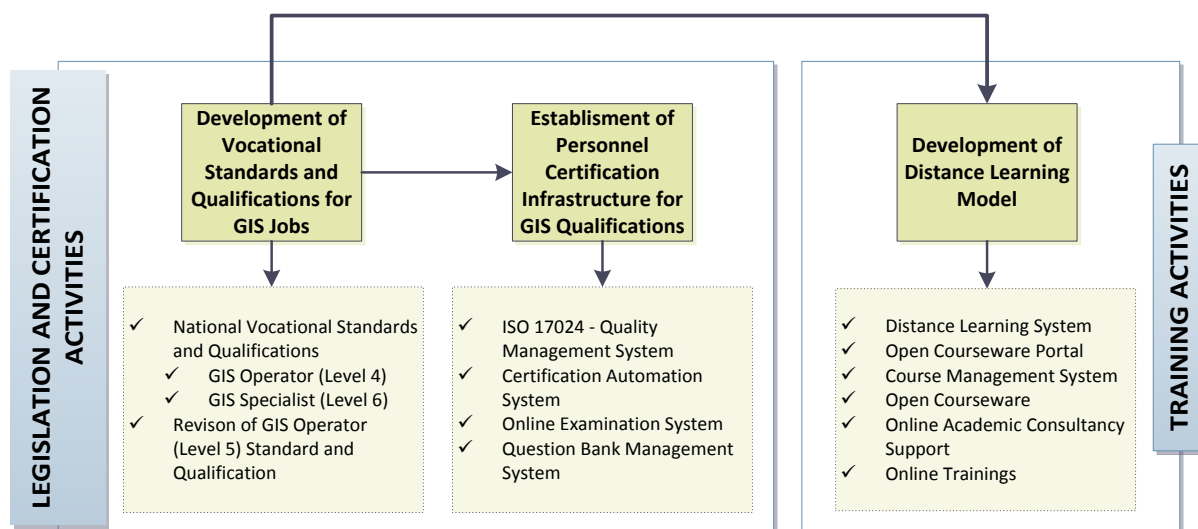 LEGISLATION AND CERTIFICATION
ACTIVITIES
Development of
Vocational
Standards and
Qualifications for
GIS Jobs
Establisment of
Personnel
Certification
Infrastructure for
GIS Qualifications
✓ National Vocational Standards
and Qualifications
✓ GIS Operator (Level 4)
✓ GIS Specialist (Level 6)
✓ Revison of GIS Operator
(Level 5) Standard and
Qualification
✓ ISO 17024 - Quality
Management System
✓ Certification Automation
System
✓ Online Examination System
✓ Question Bank Management
System
Development of
Distance Learning
Model
✓ Distance Learning System
✓ Open Courseware Portal
✓ Course Management System
✓ Open Courseware
✓ Online Academic Consultancy
Support
✓ Online Trainings
TRAINING ACTIVITIES